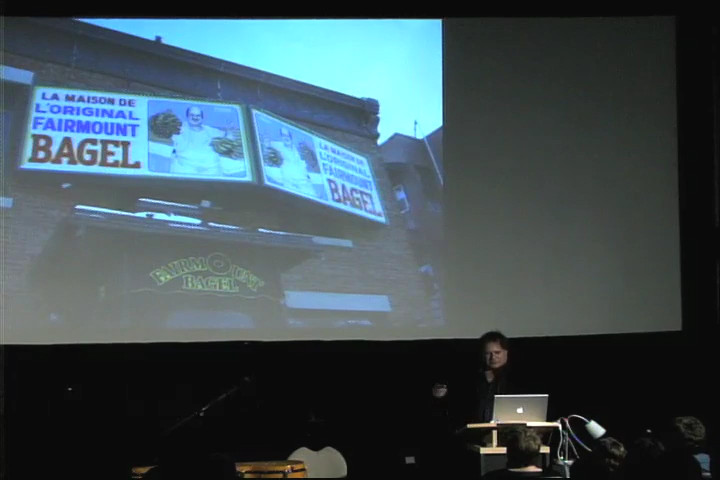 LA MAISON DE
L'ORIGINAL
FAIRMOUNT
BAGEL
LA MAISON DE
L'ORIGINAL
FAIRMOUNT
BAGEL
FAIRMOUNT
BAGEL